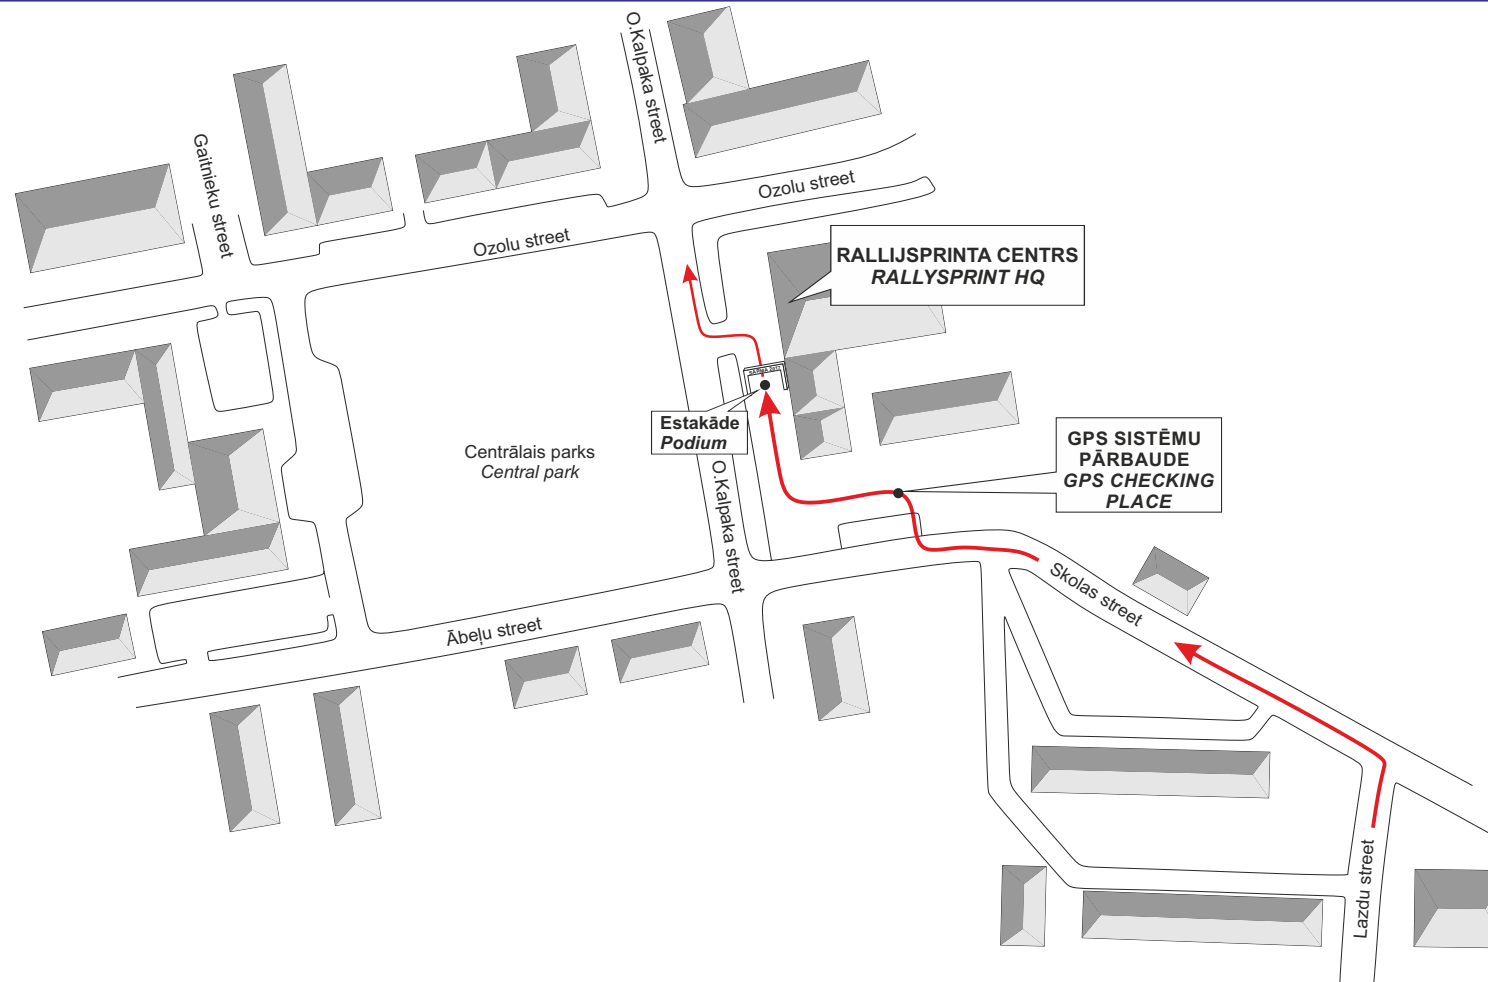 O.Kalpaka street
Gaitnieku street
Ozolu street
Ozolu street
RALLIJSPRINTA CENTRS
RALLYSPRINT HQ
Estakāde
Podium
Centrālais parks
Central park
GPS SISTĒMU
PĀRBAUDE
GPS CHECKING
PLACE
O.Kalpaka street
Skolas street
Ābeļu street
Lazdu street